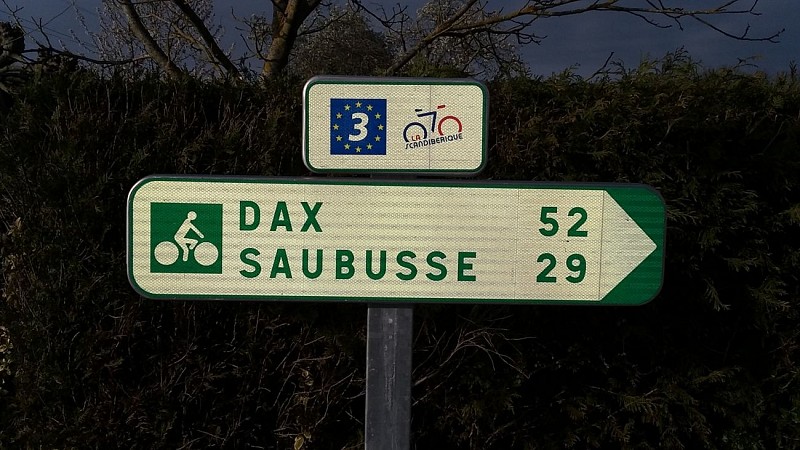 3
LA
SCANDIBERIQUE
DAX 52
SAUBUSSE 29